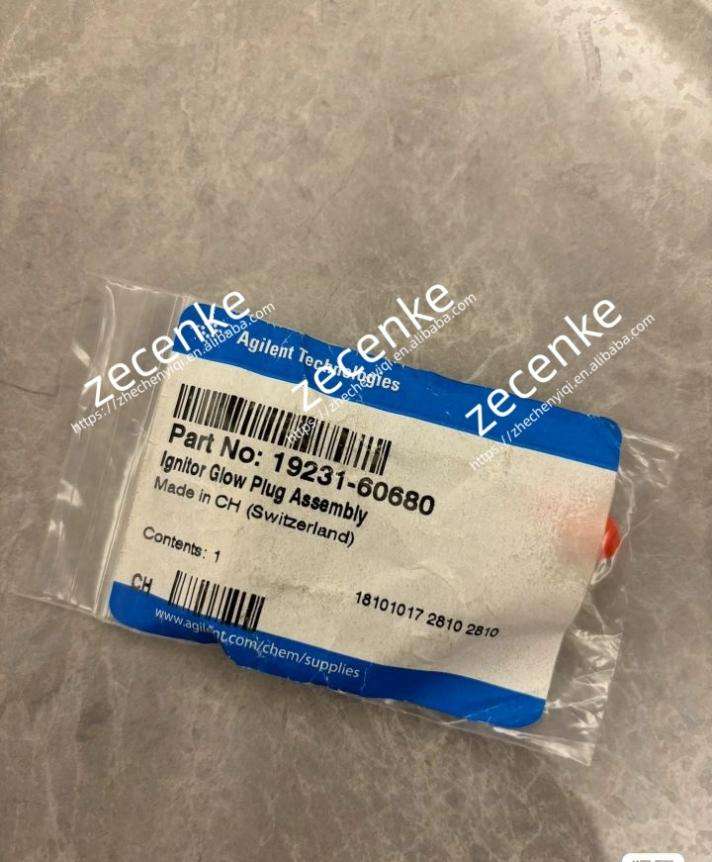 Agilent Technologies
Part No: 19231-60680
Ignitor Glow Plug Assembly
Made in CH (Switzerland)
Contents: 1
CH
18101017 2810 2810
www.agilent.com/chem/supplies
zecenke
https://zhechenyiqi.en.alibaba.com
zecenke
https://zhechenyiqi.en.alibaba.com
zecenke
https://zhechenyiqi.en.alibaba.com